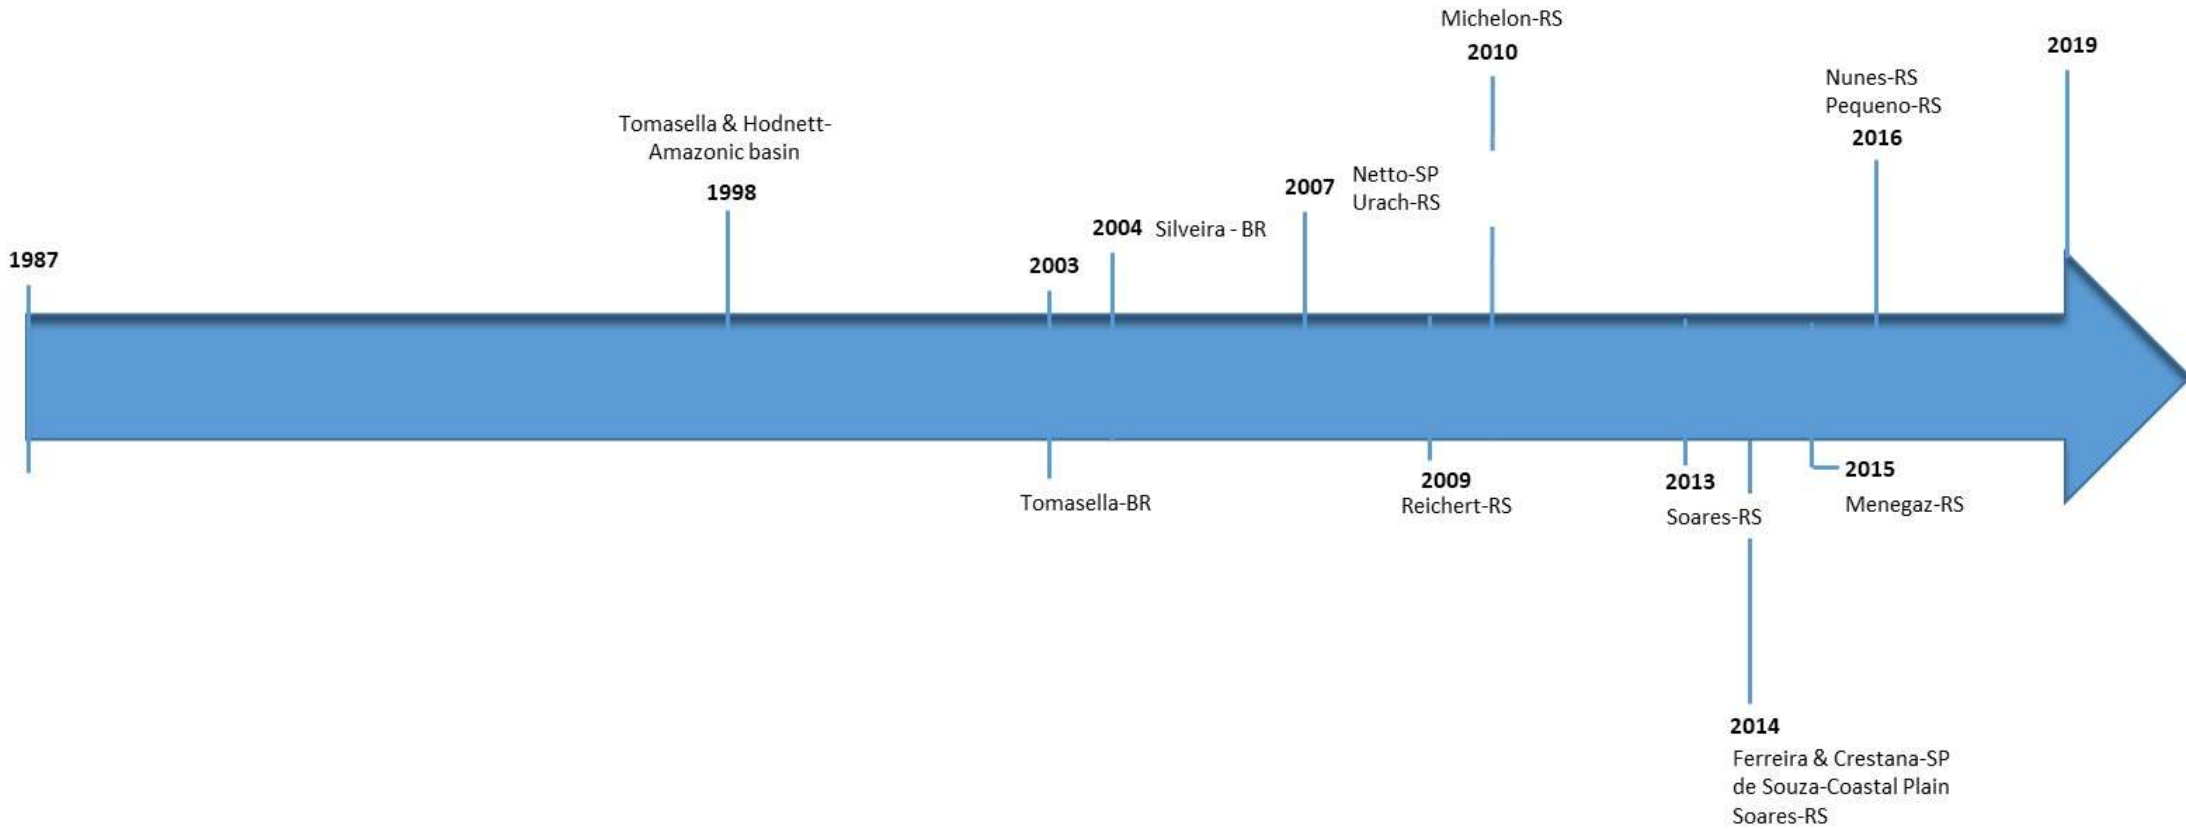 1987
Tomasella & Hodnett-
Amazonic basin
1998
2003
Tomasella-BR
2004 Silveira - BR
2007
Netto-SP
Urach-RS
2009
Reichert-RS
Michelon-RS
2010
2013
Soares-RS
2014
Ferreira & Crestana-SP
de Souza-Coastal Plain
Soares-RS
2015
Menegaz-RS
Nunes-RS
Pequeno-RS
2016
2019